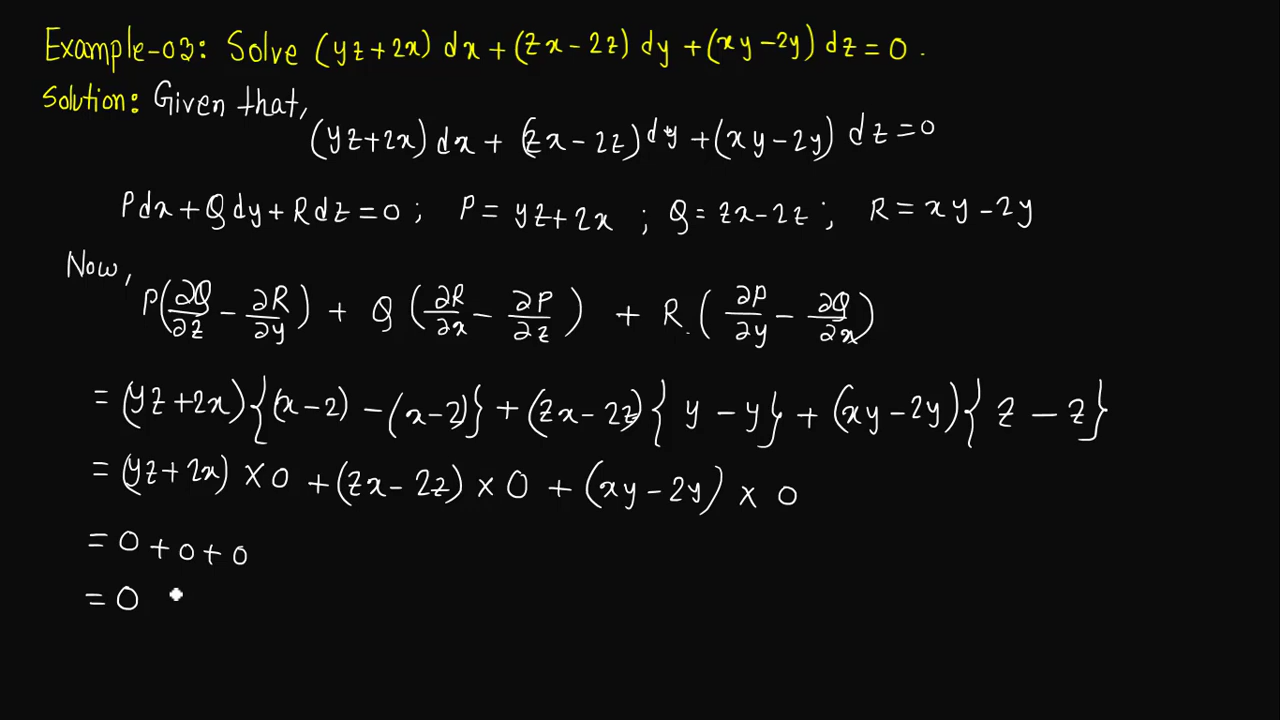 Example-03: Solve (yz+2x) dx + (zx-2z) dy + (xy-2y) dz = 0 .
Solution: Given that,
(yz+2x) dx + (zx-2z) dy + (xy-2y) dz = 0
Pdx + Qdy + Rdz = 0 ; P = yz+2x ; Q = zx-2z ; R = xy-2y
Now,
P(∂Q/∂z - ∂R/∂y) + Q (∂R/∂x - ∂P/∂z) + R.(∂P/∂y - ∂Q/∂x)
= (yz+2x){(x-2) - (x-2)} + (zx-2z){y - y} + (xy-2y){z - z}
= (yz+2x) × 0 + (zx-2z) × 0 + (xy-2y) × 0
= 0 + 0 + 0
= 0